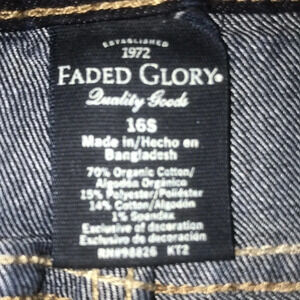 ESTABLISHED
1972
FADED GLORY®
Quality Goods
16S
Made in/Hecho en
Bangladesh
70% Organic Cotton/
Algodón Orgánico
15% Polyester/Poliéster
14% Cotton/Algodón
1% Spandex
Exclusive of decoration
Exclusivo de decoración
RN#98826 KT2